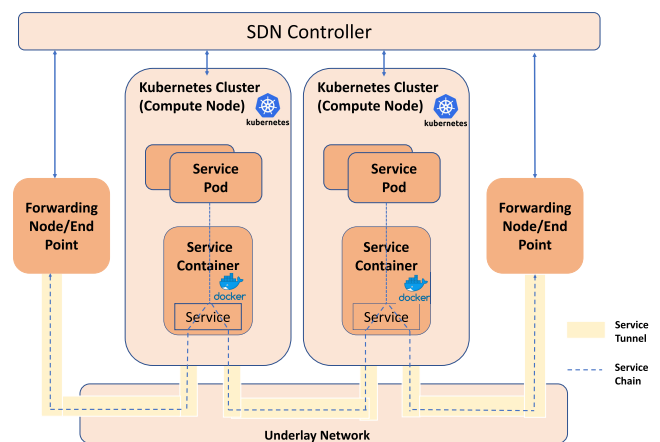 SDN Controller
Kubernetes Cluster
(Compute Node)
kubernetes
Service
Pod
Service
Container
docker
Service
Kubernetes Cluster
(Compute Node)
kubernetes
Service
Pod
Service
Container
docker
Service
Forwarding
Node/End
Point
Forwarding
Node/End
Point
Service
Tunnel
Service
Chain
Underlay Network